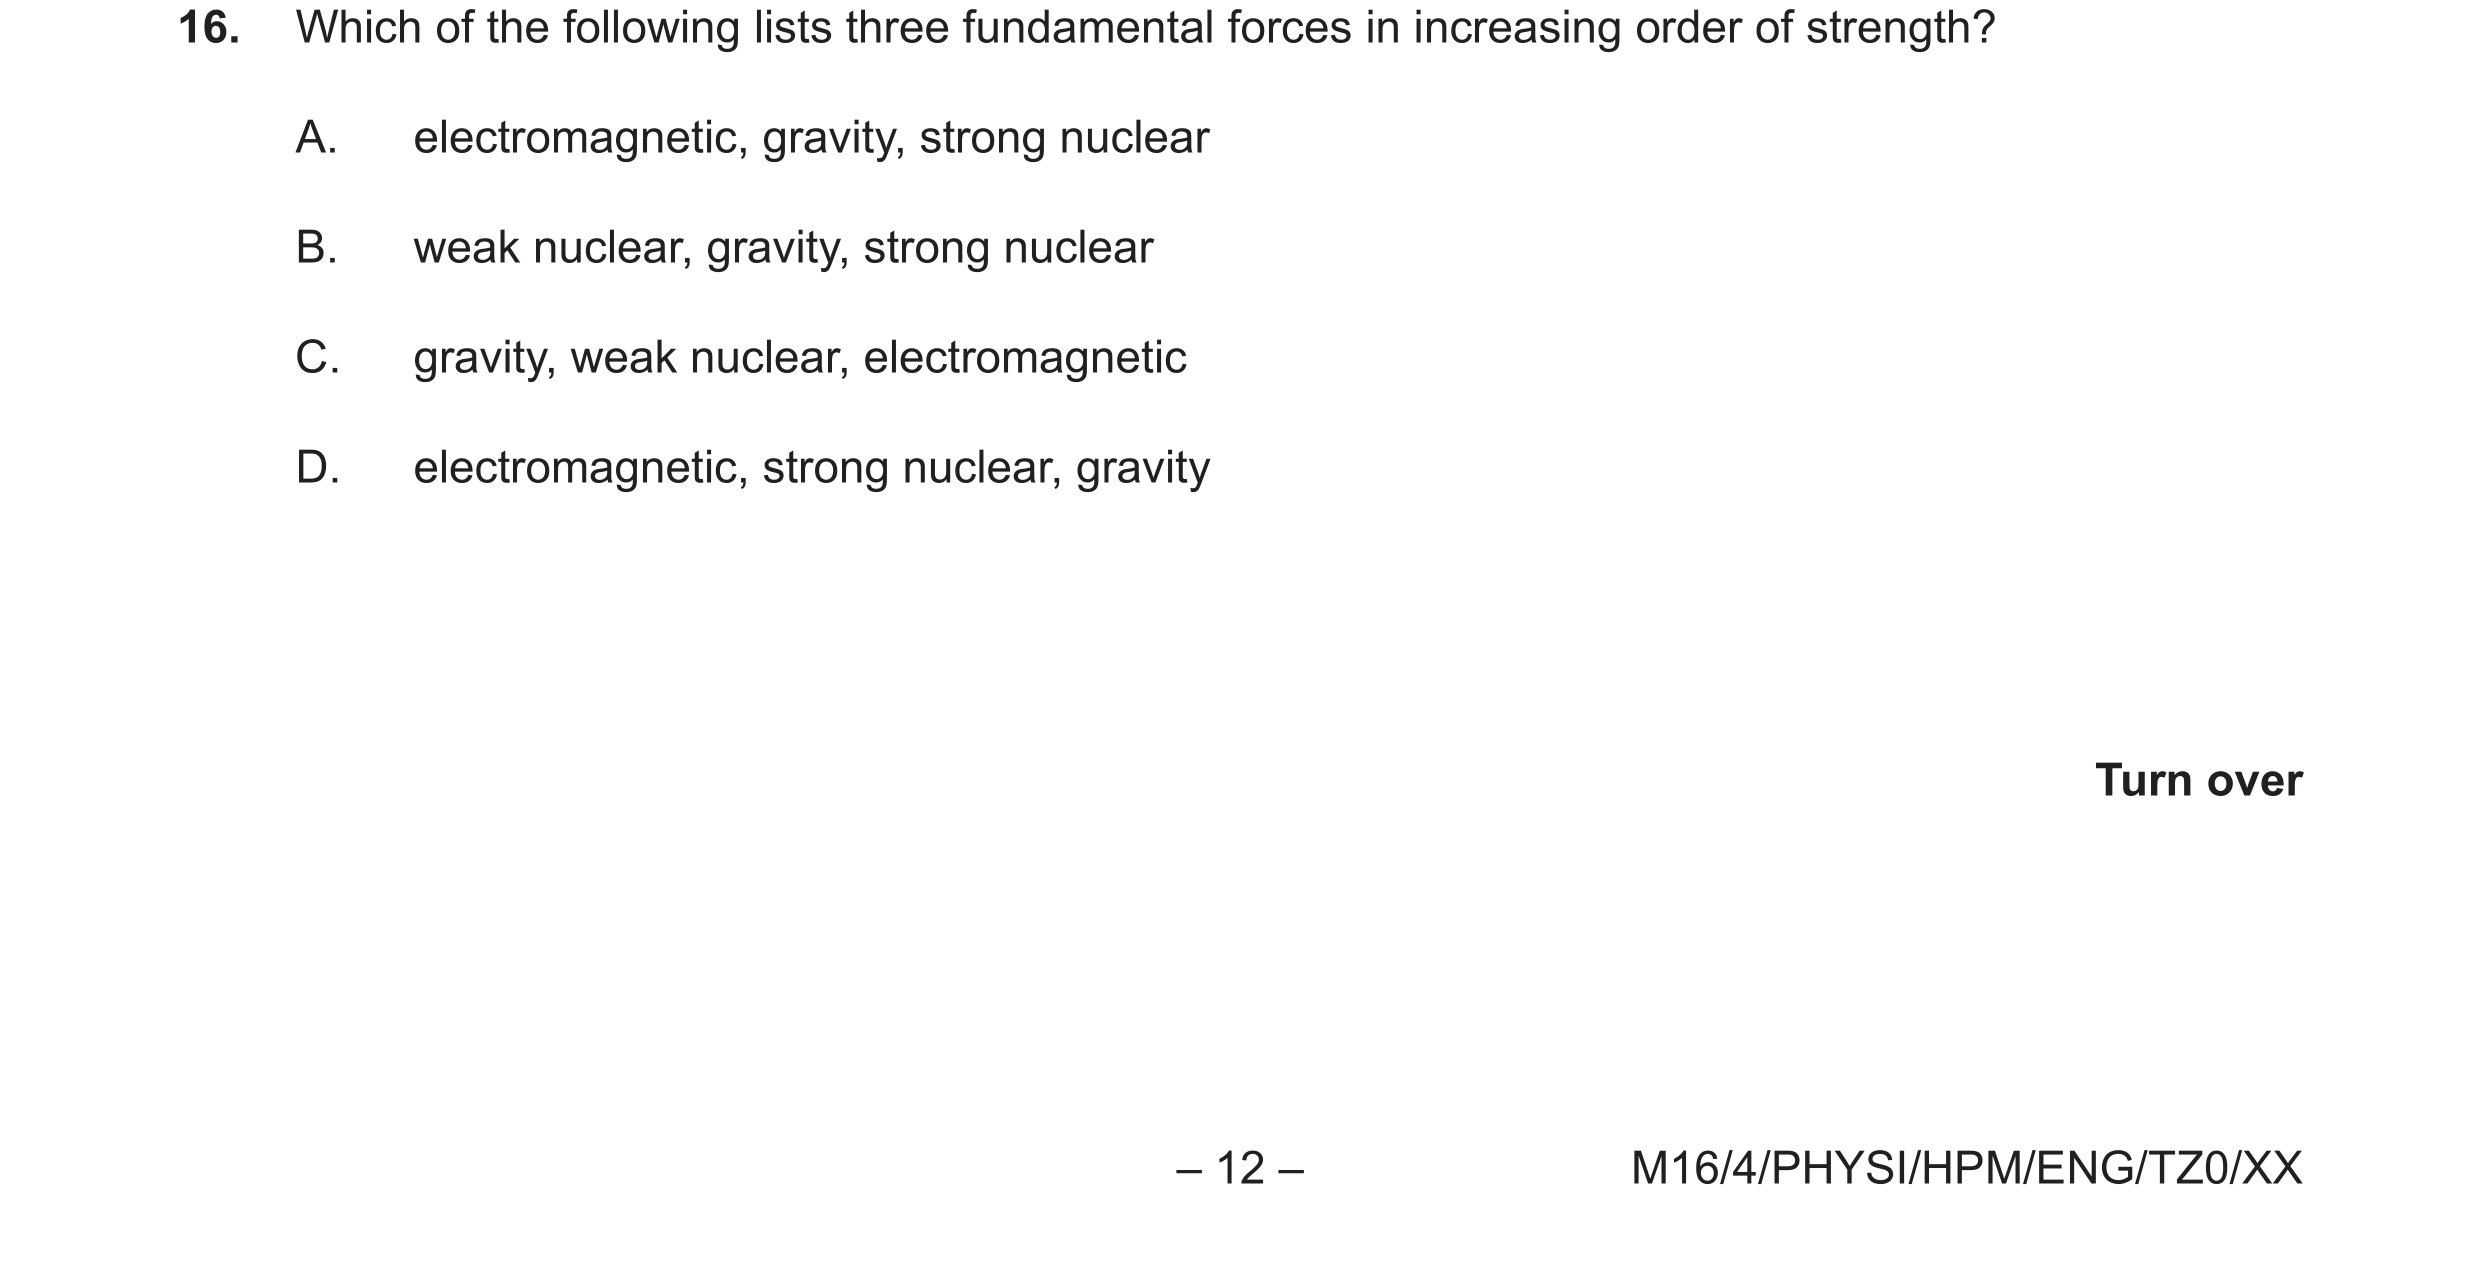 16. Which of the following lists three fundamental forces in increasing order of strength?
A. electromagnetic, gravity, strong nuclear
B. weak nuclear, gravity, strong nuclear
C. gravity, weak nuclear, electromagnetic
D. electromagnetic, strong nuclear, gravity
Turn over
– 12 – M16/4/PHYSI/HPM/ENG/TZ0/XX